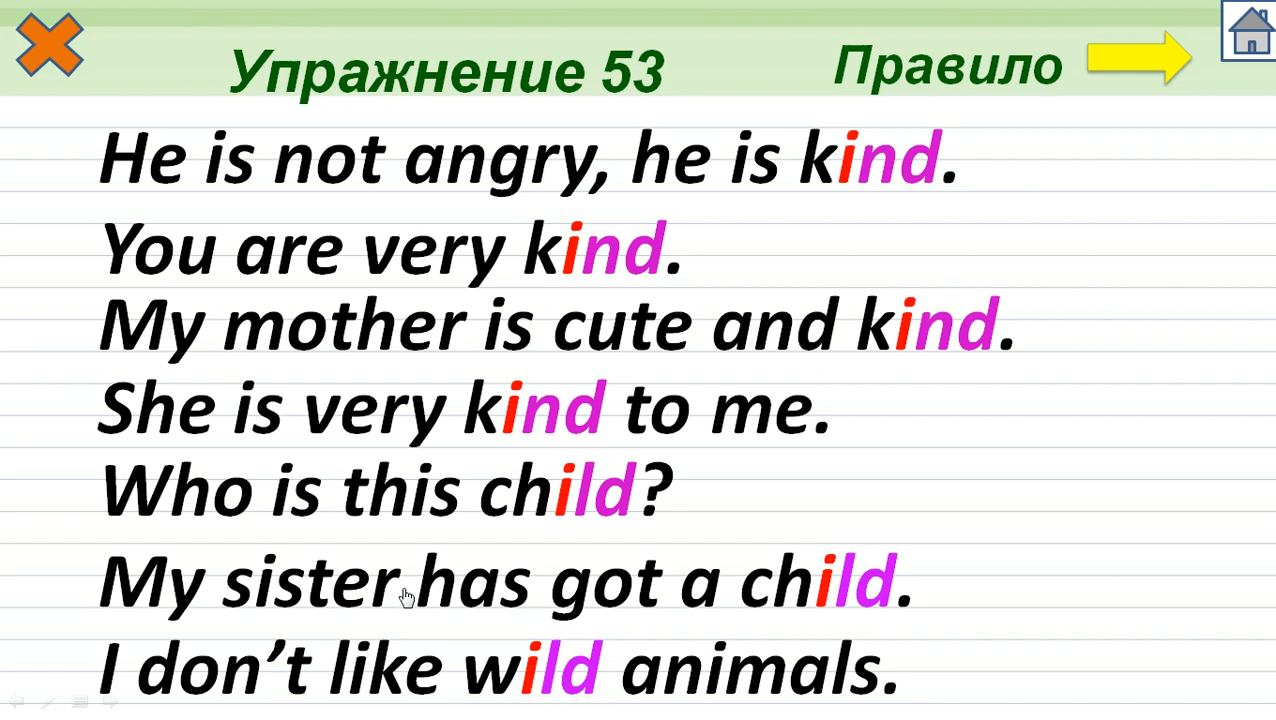 Упражнение 53
Правило
He is not angry, he is kind.
You are very kind.
My mother is cute and kind.
She is very kind to me.
Who is this child?
My sister has got a child.
I don’t like wild animals.